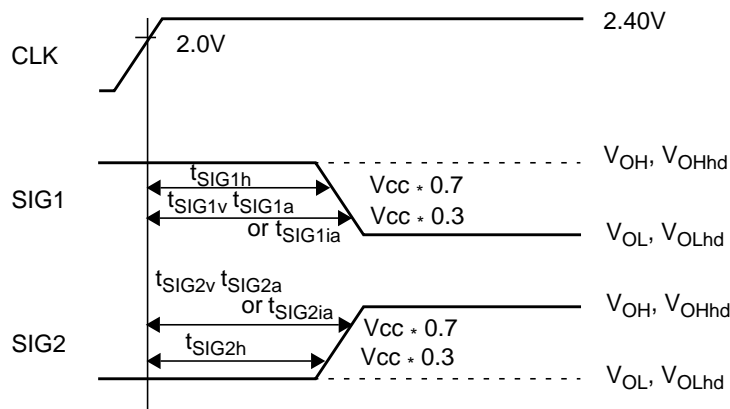 2.40V
CLK
2.0V
VOH, VOHhd
tSIG1h
Vcc * 0.7
SIG1
tSIG1v tSIG1a
Vcc * 0.3
or tSIG1ia
VOL, VOLhd
tSIG2v tSIG2a
or tSIG2ia
VOH, VOHhd
Vcc * 0.7
SIG2
tSIG2h
Vcc * 0.3
VOL, VOLhd